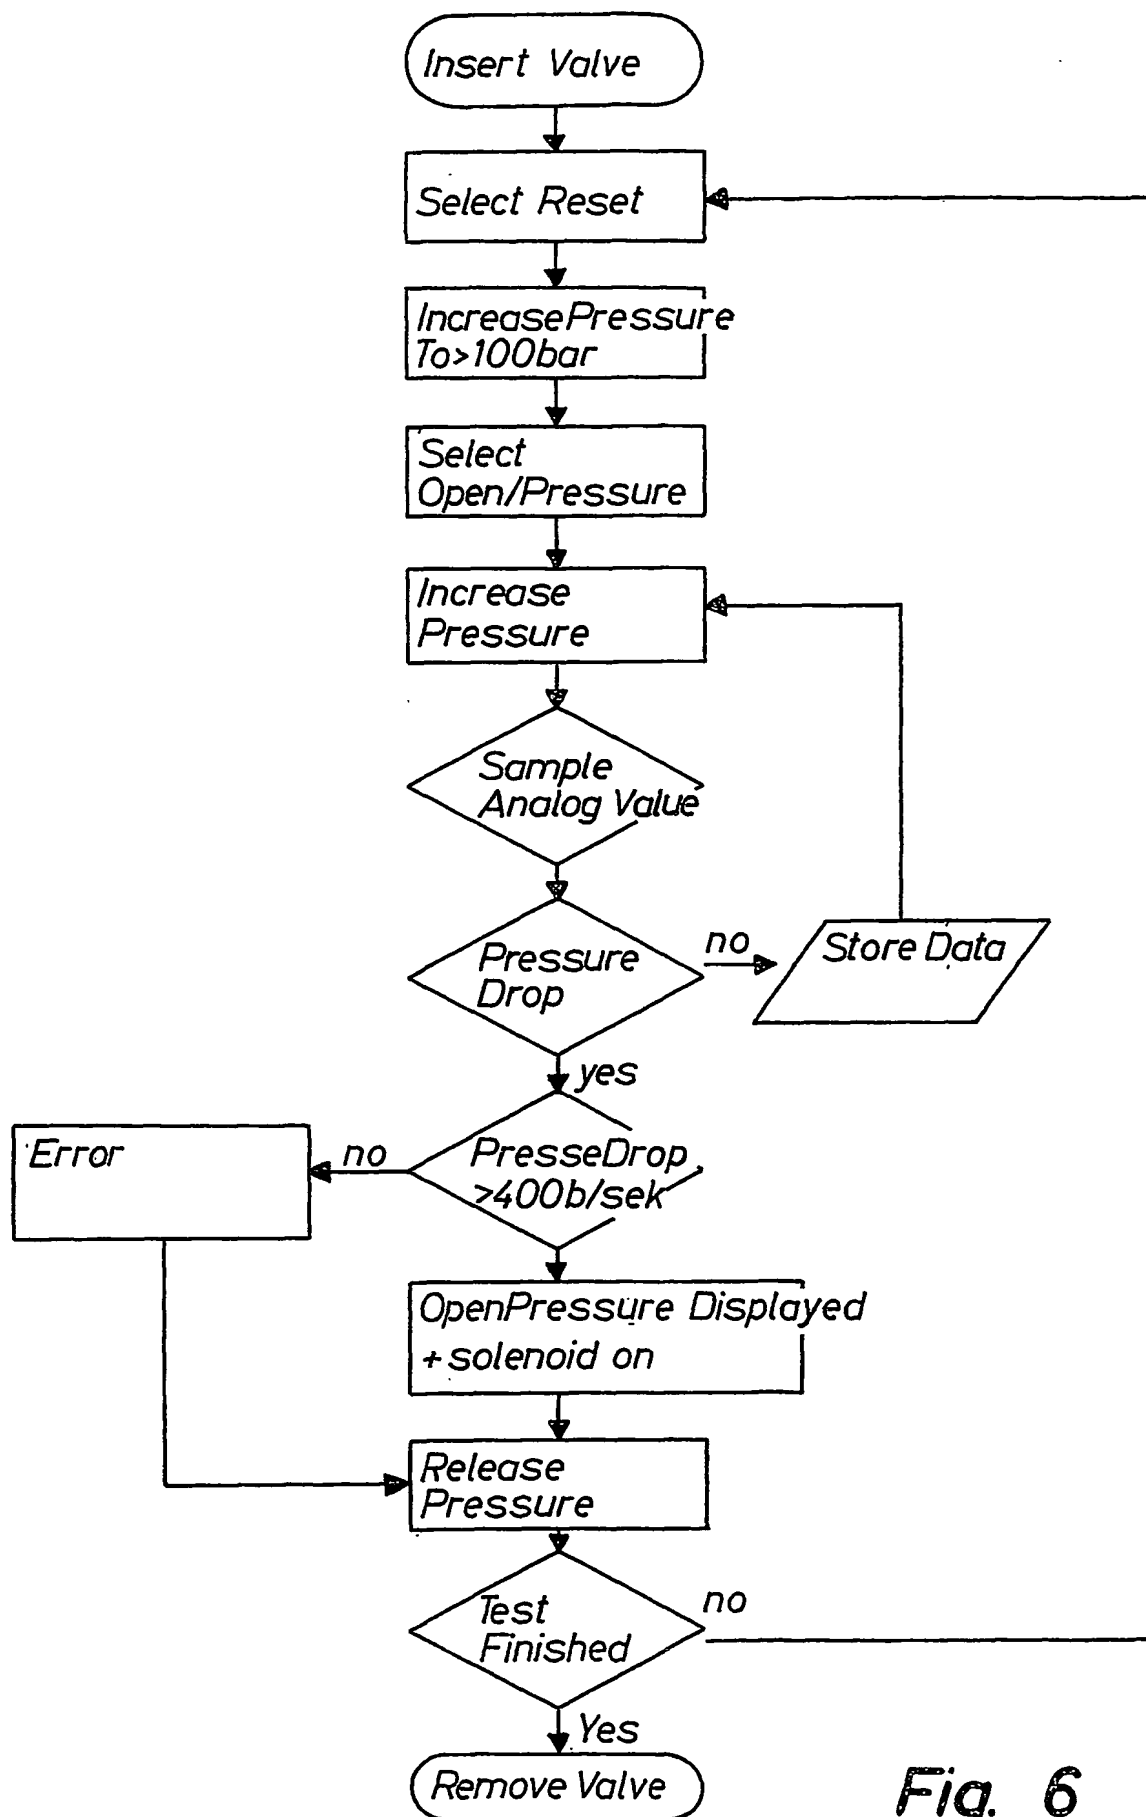 Insert Valve
Select Reset
Increase Pressure
To>100bar
Select
Open/Pressure
Increase
Pressure
Sample
Analog Value
Pressure
Drop
no
Store Data
yes
PresseDrop
>400b/sek
no
Error
OpenPressure Displayed
+solenoid on
Release
Pressure
Test
Finished
no
Yes
Remove Valve
Fig. 6